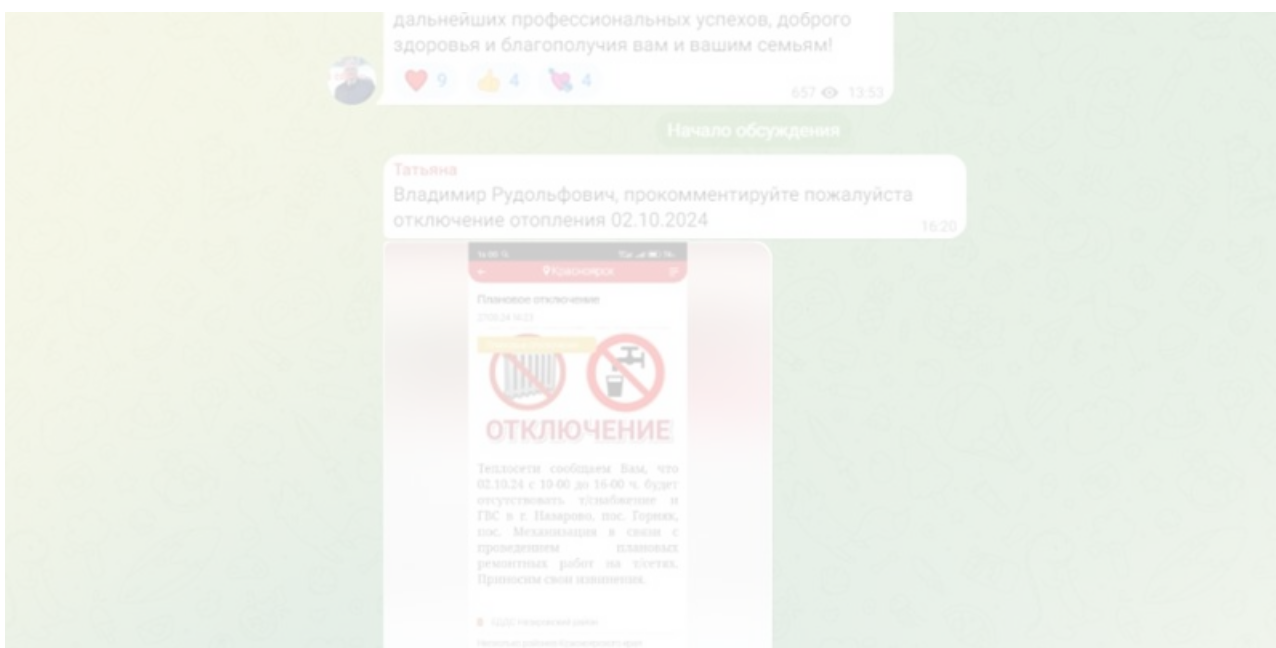 дальнейших профессиональных успехов, доброго
здоровья и благополучия вам и вашим семьям!
9 4 4
657 13:53
Начало обсуждения
Татьяна
Владимир Рудольфович, прокомментируйте пожалуйста
отключение отопления 02.10.2024
16:20
Красноярск
Плановое отключение
ОТКЛЮЧЕНИЕ
Теплосети сообщаем Вам, что
02.10.24 с 10-00 до 16-00 ч. будет
отсутствовать т/снабжение и
ГВС в г. Назарово, пос. Горняк,
пос. Механизация в связи с
проведением плановых
ремонтных работ на т/сетях.
Приносим свои извинения.